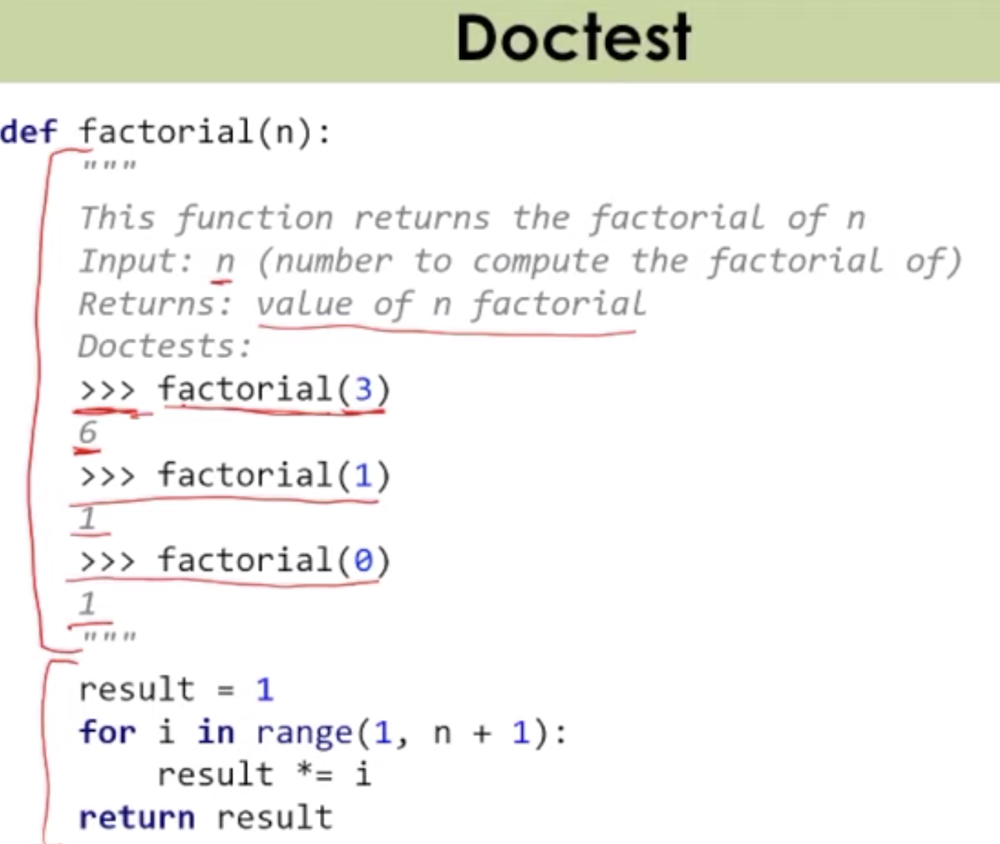 Doctest
def factorial(n):
    """
    This function returns the factorial of n
    Input: n (number to compute the factorial of)
    Returns: value of n factorial
    Doctests:
    >>> factorial(3)
    6
    >>> factorial(1)
    1
    >>> factorial(0)
    1
    """
    result = 1
    for i in range(1, n + 1):
        result *= i
    return result